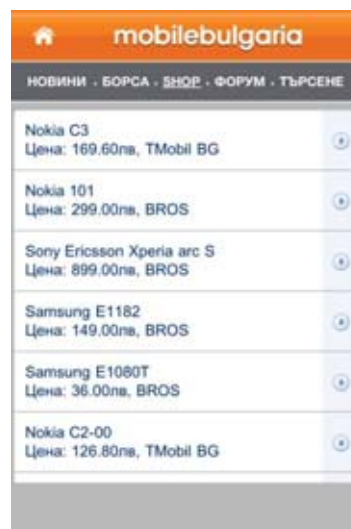 mobilebulgaria
НОВИНИ · БОРСА · SHOP · ФОРУМ · ТЪРСЕНЕ
Nokia C3
Цена: 169.60лв, TMobil BG
Nokia 101
Цена: 299.00лв, BROS
Sony Ericsson Xperia arc S
Цена: 899.00лв, BROS
Samsung E1182
Цена: 149.00лв, BROS
Samsung E1080T
Цена: 36.00лв, BROS
Nokia C2-00
Цена: 126.80лв, TMobil BG